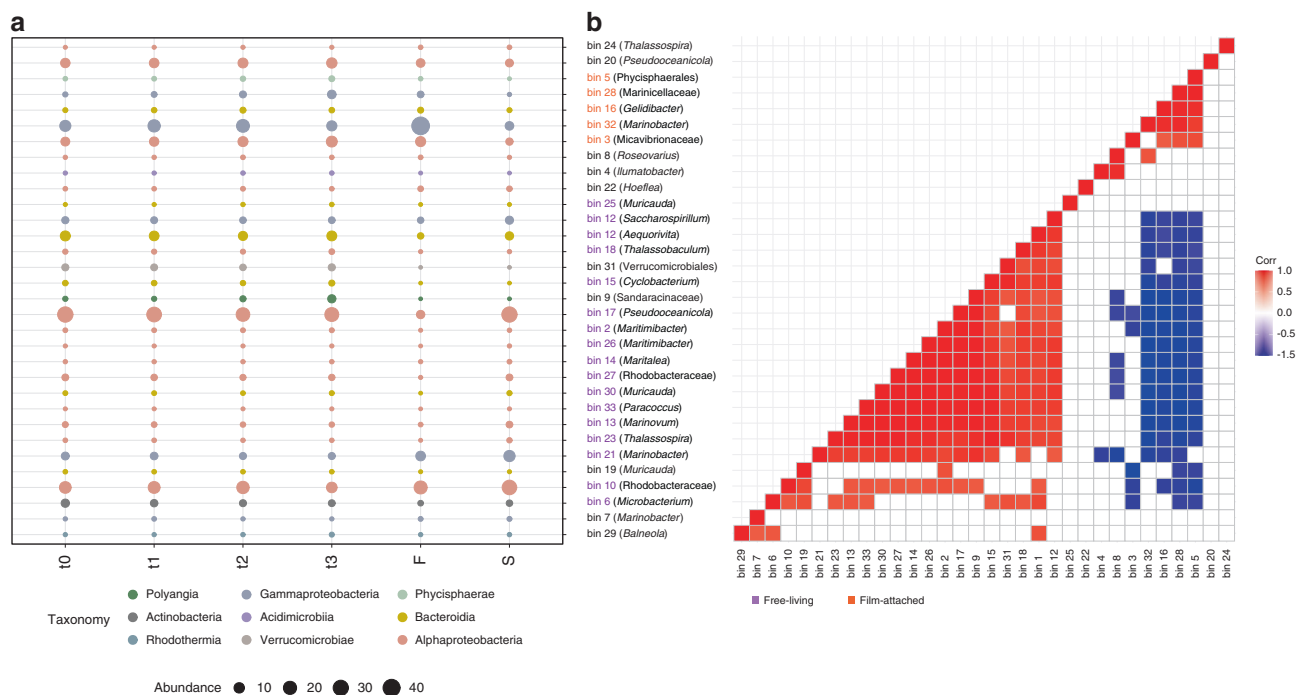 a
b
bin 24 (Thalassospira)
bin 20 (Pseudooceanicola)
bin 5 (Phycisphaerales)
bin 28 (Marinicellaceae)
bin 16 (Gelidibacter)
bin 32 (Marinobacter)
bin 3 (Micavibrionaceae)
bin 8 (Roseovarius)
bin 4 (Ilumatobacter)
bin 22 (Hoeflea)
bin 25 (Muricauda)
bin 12 (Saccharospirillum)
bin 12 (Aequorivita)
bin 18 (Thalassobaculum)
bin 31 (Verrucomicrobiales)
bin 15 (Cyclobacterium)
bin 9 (Sandaracinaceae)
bin 17 (Pseudooceanicola)
bin 2 (Maritimibacter)
bin 26 (Maritimibacter)
bin 14 (Maritalea)
bin 27 (Rhodobacteraceae)
bin 30 (Muricauda)
bin 33 (Paracoccus)
bin 13 (Marinovum)
bin 23 (Thalassospira)
bin 21 (Marinobacter)
bin 19 (Muricauda)
bin 10 (Rhodobacteraceae)
bin 6 (Microbacterium)
bin 7 (Marinobacter)
bin 29 (Balneola)
Corr
1.0
0.5
0.0
-0.5
-1.5
t0 t1 t2 t3 F S
bin 29 bin 7 bin 6 bin 10 bin 19 bin 21 bin 23 bin 13 bin 33 bin 30 bin 27 bin 14 bin 26 bin 2 bin 17 bin 9 bin 15 bin 31 bin 18 bin 1 bin 12 bin 25 bin 22 bin 4 bin 8 bin 3 bin 32 bin 16 bin 28 bin 5 bin 20 bin 24
Free-living Film-attached
Taxonomy
Polyangia Gammaproteobacteria Phycisphaerae
Actinobacteria Acidimicrobiia Bacteroidia
Rhodothermia Verrucomicrobiae Alphaproteobacteria
Abundance 10 20 30 40